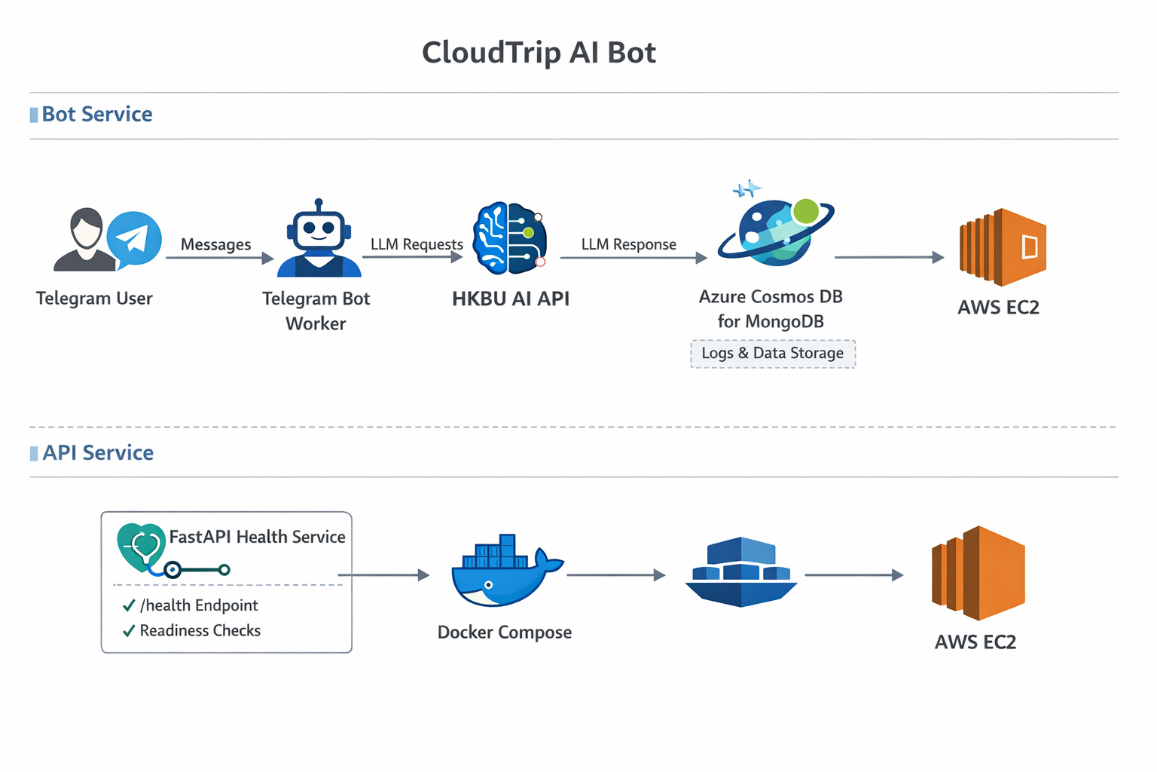 CloudTrip AI Bot
Bot Service
Messages
LLM Requests
LLM Response
Telegram User
Telegram Bot
Worker
HKBU AI API
Azure Cosmos DB
for MongoDB
Logs & Data Storage
AWS EC2
API Service
FastAPI Health Service
/health Endpoint
Readiness Checks
Docker Compose
AWS EC2